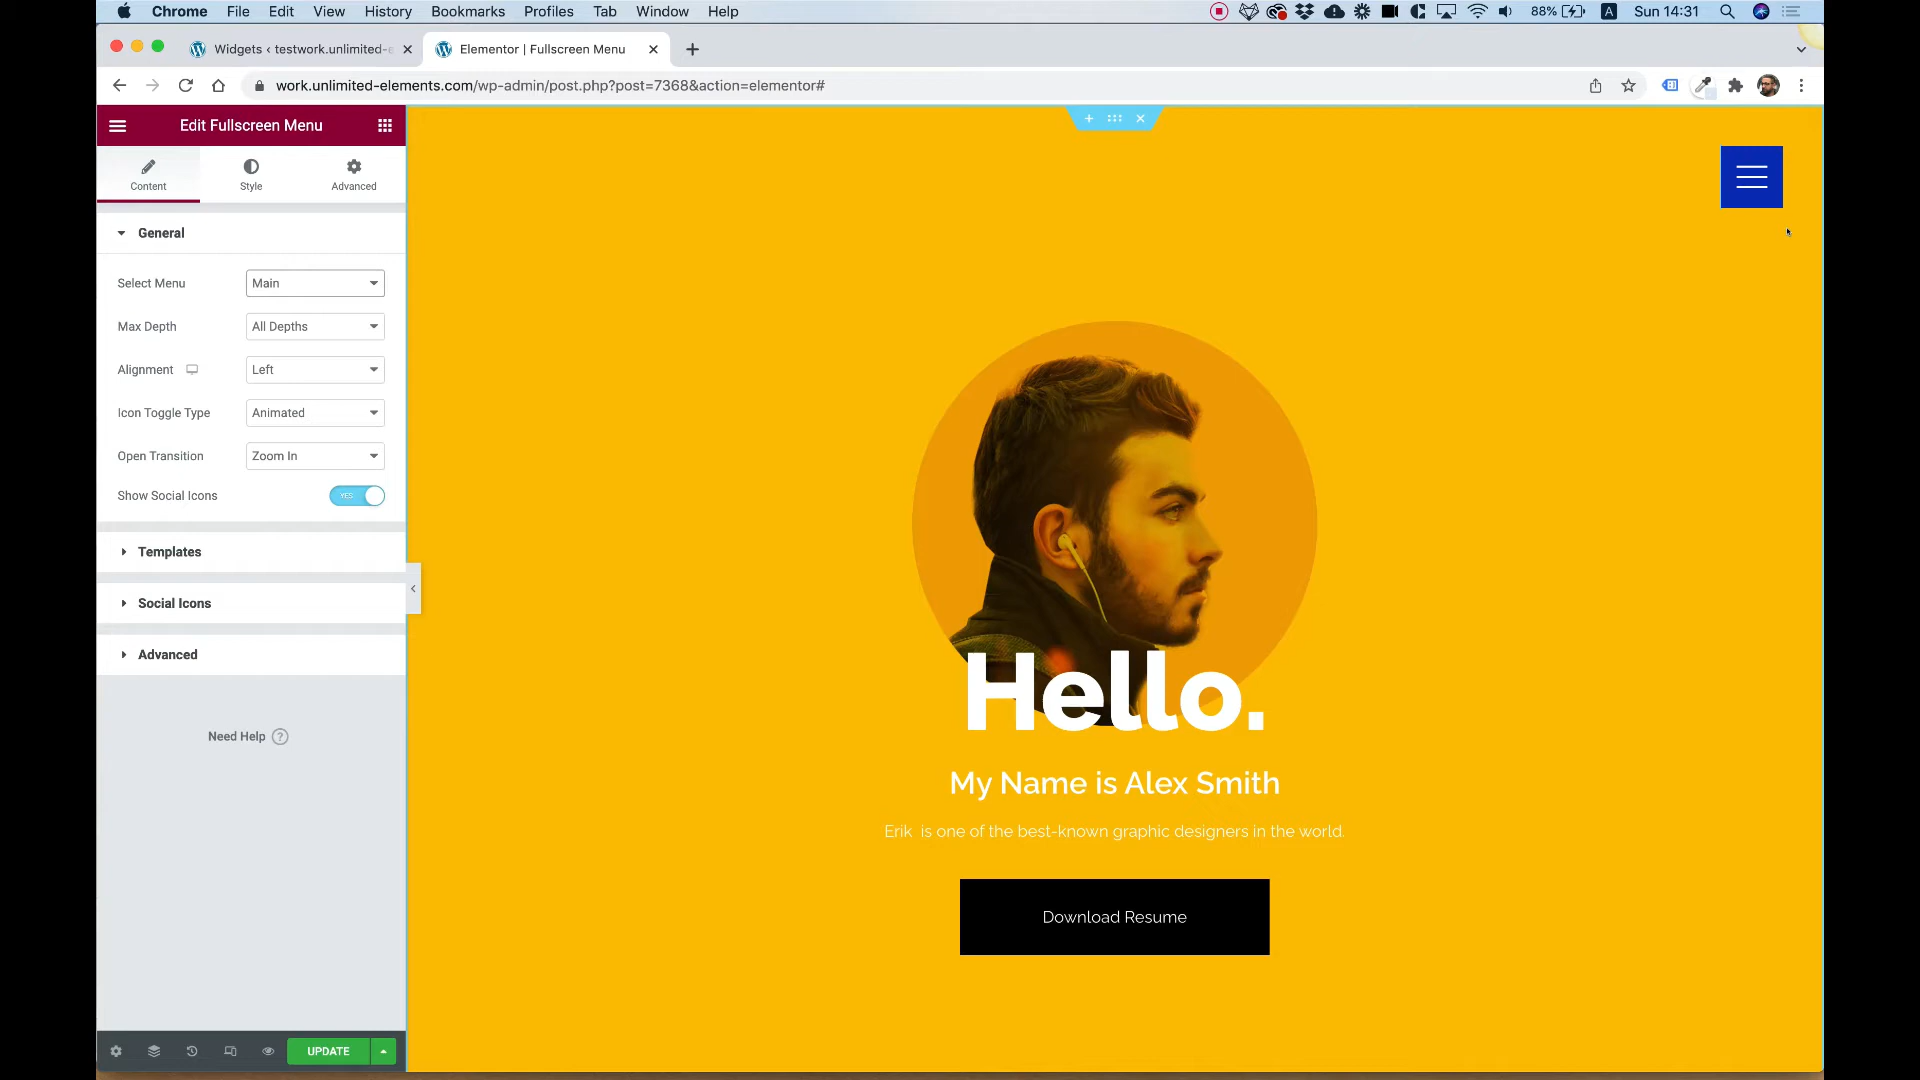 Chrome File Edit View History Bookmarks Profiles Tab Window Help
88% A Sun 14:31
Widgets ‹ testwork.unlimited-e
Elementor | Fullscreen Menu
work.unlimited-elements.com/wp-admin/post.php?post=7368&action=elementor#
Edit Fullscreen Menu
Content Style Advanced
General
Select Menu Main
Max Depth All Depths
Alignment Left
Icon Toggle Type Animated
Open Transition Zoom In
Show Social Icons YES
Templates
Social Icons
Advanced
Need Help ?
UPDATE
Hello.
My Name is Alex Smith
Erik is one of the best-known graphic designers in the world.
Download Resume